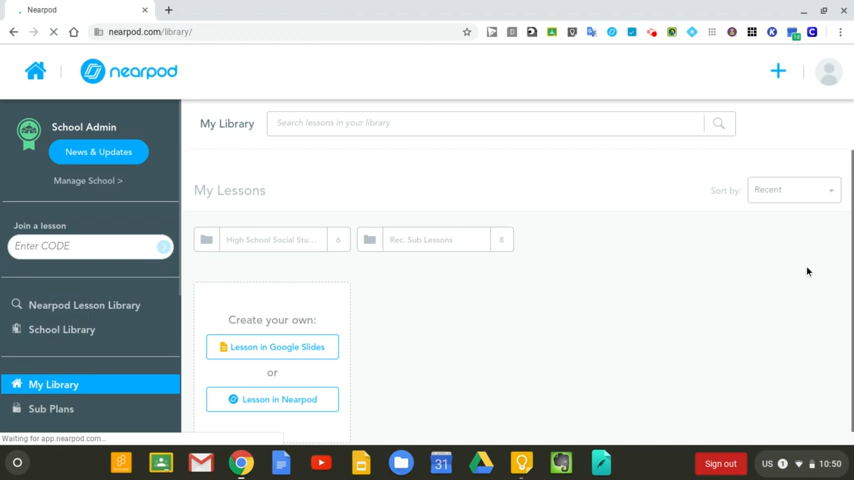 Nearpod
nearpod.com/library/
nearpod
School Admin
News & Updates
Manage School >
Join a lesson
Enter CODE
Nearpod Lesson Library
School Library
My Library
Sub Plans
My Library
Search lessons in your library
My Lessons
Sort by:
Recent
High School Social Stu...
6
Rec. Sub Lessons
8
Create your own:
Lesson in Google Slides
or
Lesson in Nearpod
Waiting for app.nearpod.com...
31
Sign out
US
1
10:50